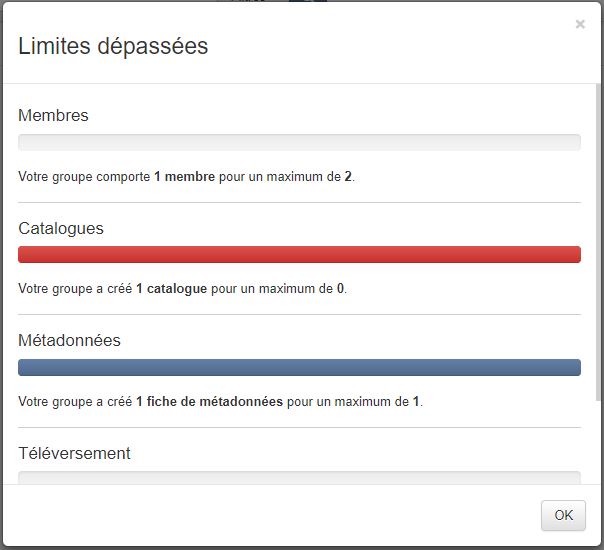 ×
Limites dépassées
Membres
Votre groupe comporte 1 membre pour un maximum de 2.
Catalogues
Votre groupe a créé 1 catalogue pour un maximum de 0.
Métadonnées
Votre groupe a créé 1 fiche de métadonnées pour un maximum de 1.
Téléversement
OK